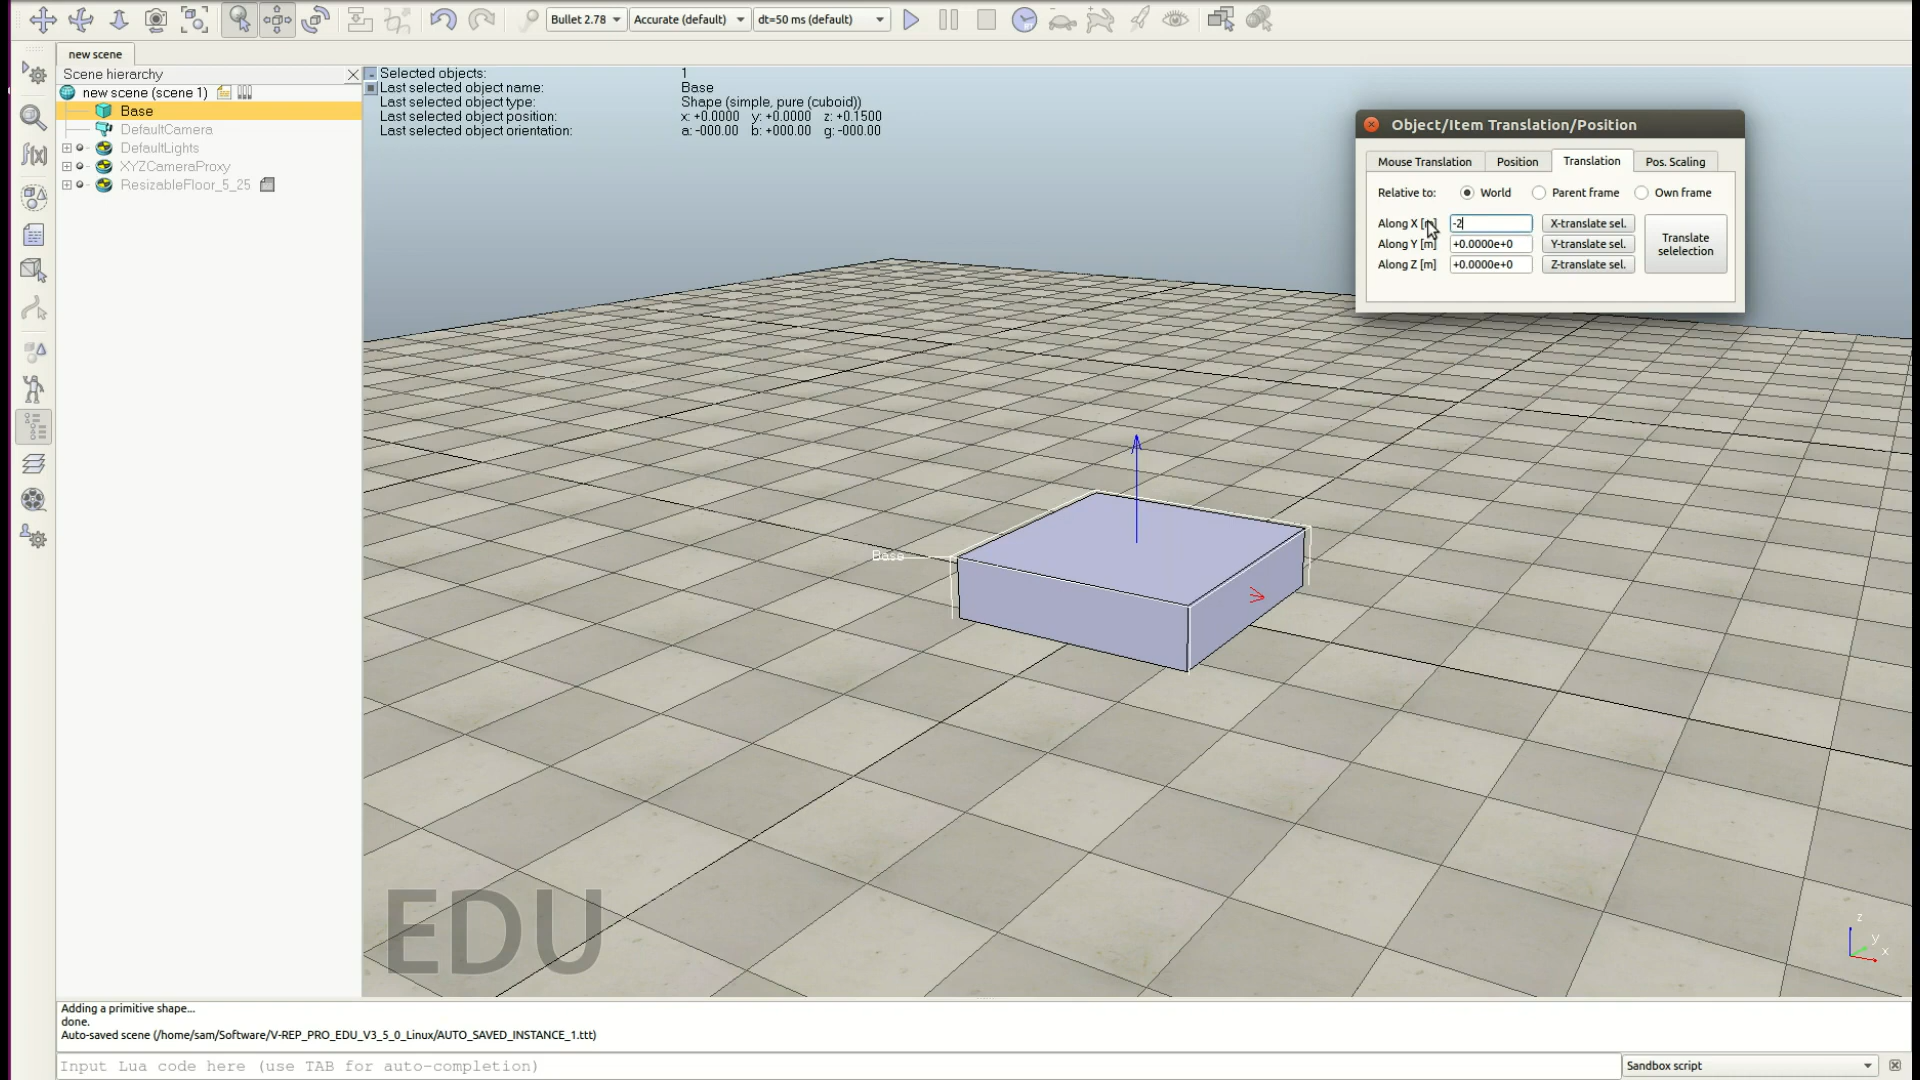 Bullet 2.78 Accurate (default) dt=50 ms (default)
new scene
Scene hierarchy
new scene (scene 1)
Base
DefaultCamera
DefaultLights
XYZCameraProxy
ResizableFloor_5_25
f(x)
Selected objects: 1
Last selected object name: Base
Last selected object type: Shape (simple, pure (cuboid))
Last selected object position: x: +0.0000 y: +0.0000 z: +0.1500
Last selected object orientation: a: -000.00 b: +000.00 g: -000.00
Object/Item Translation/Position
Mouse Translation Position Translation Pos. Scaling
Relative to: World Parent frame Own frame
Along X [m] -2 X-translate sel.
Along Y [m] +0.0000e+0 Y-translate sel.
Along Z [m] +0.0000e+0 Z-translate sel.
Translate
selelection
Base
EDU
z
y
x
Adding a primitive shape...
done.
Auto-saved scene (/home/sam/Software/V-REP_PRO_EDU_V3_5_0_Linux/AUTO_SAVED_INSTANCE_1.ttt)
Input Lua code here (use TAB for auto-completion) Sandbox script